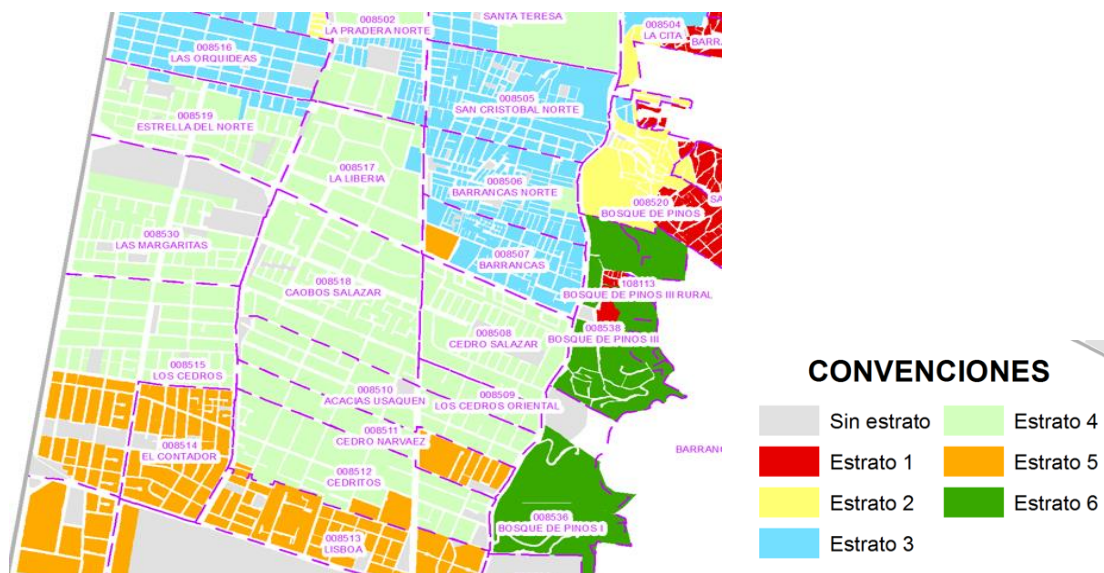 SANTA TERESA
008502
LA PRADERA NORTE
008504
LA CITA
008516
LAS ORQUIDEAS
008505
SAN CRISTOBAL NORTE
008519
ESTRELLA DEL NORTE
008517
LA LIBERIA
008506
BARRANCAS NORTE
008520
BOSQUE DE PINOS
008530
LAS MARGARITAS
008507
BARRANCAS
008518
CAOBOS SALAZAR
108113
BOSQUE DE PINOS III RURAL
008508
CEDRO SALAZAR
008538
BOSQUE DE PINOS III
008515
LOS CEDROS
008510
ACACIAS USAQUEN
008509
LOS CEDROS ORIENTAL
008511
CEDRO NARVAEZ
008514
EL CONTADOR
008512
CEDRITOS
008536
BOSQUE DE PINOS I
008513
LISBOA
CONVENCIONES
Sin estrato
Estrato 1
Estrato 2
Estrato 3
Estrato 4
Estrato 5
Estrato 6